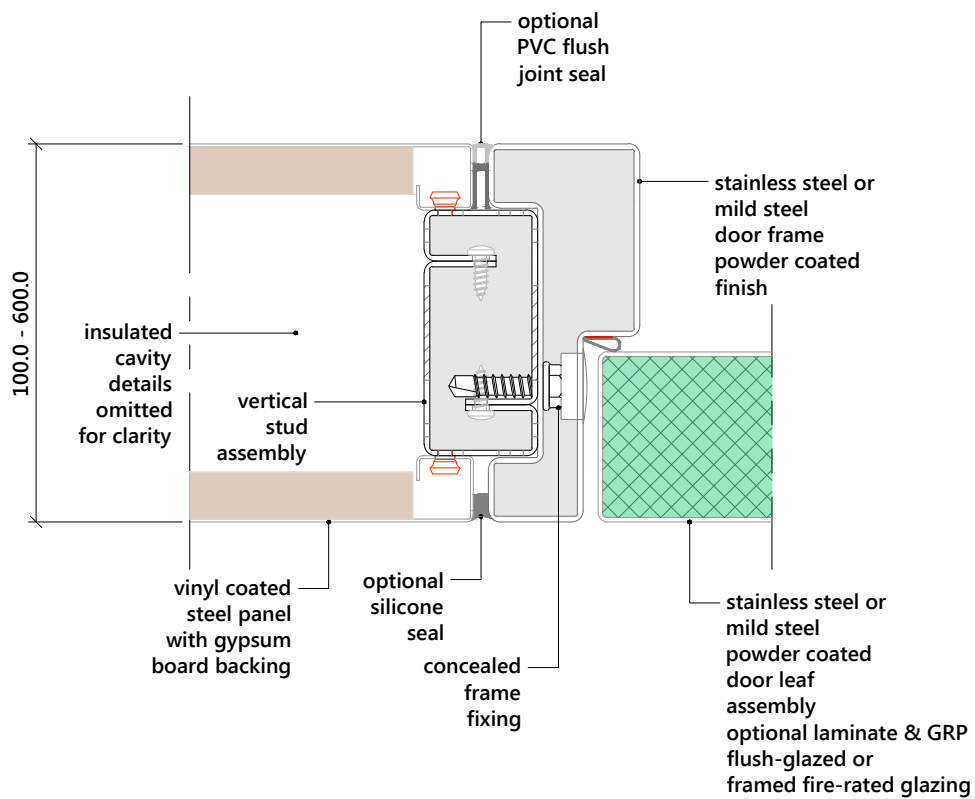 optional
PVC flush
joint seal
stainless steel or
mild steel
door frame
powder coated
finish
100.0 - 600.0
insulated
cavity
details
omitted
for clarity
vertical
stud
assembly
vinyl coated
steel panel
with gypsum
board backing
optional
silicone
seal
concealed
frame
fixing
stainless steel or
mild steel
powder coated
door leaf
assembly
optional laminate & GRP
flush-glazed or
framed fire-rated glazing